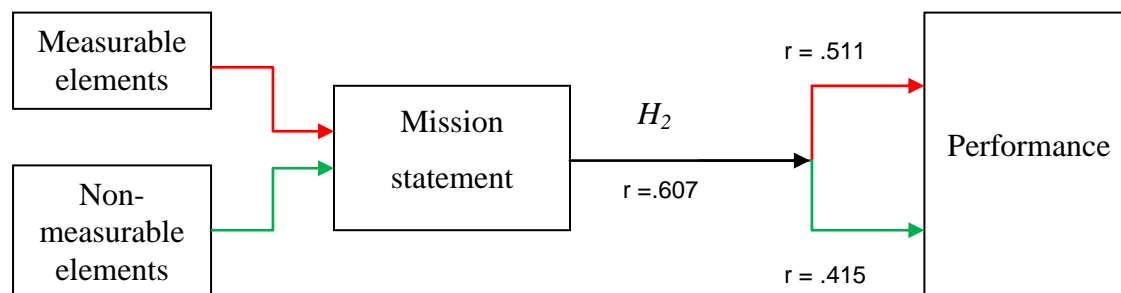 Measurable
elements
Non-
measurable
elements
Mission
statement
H₂
r =.607
r = .511
r = .415
Performance